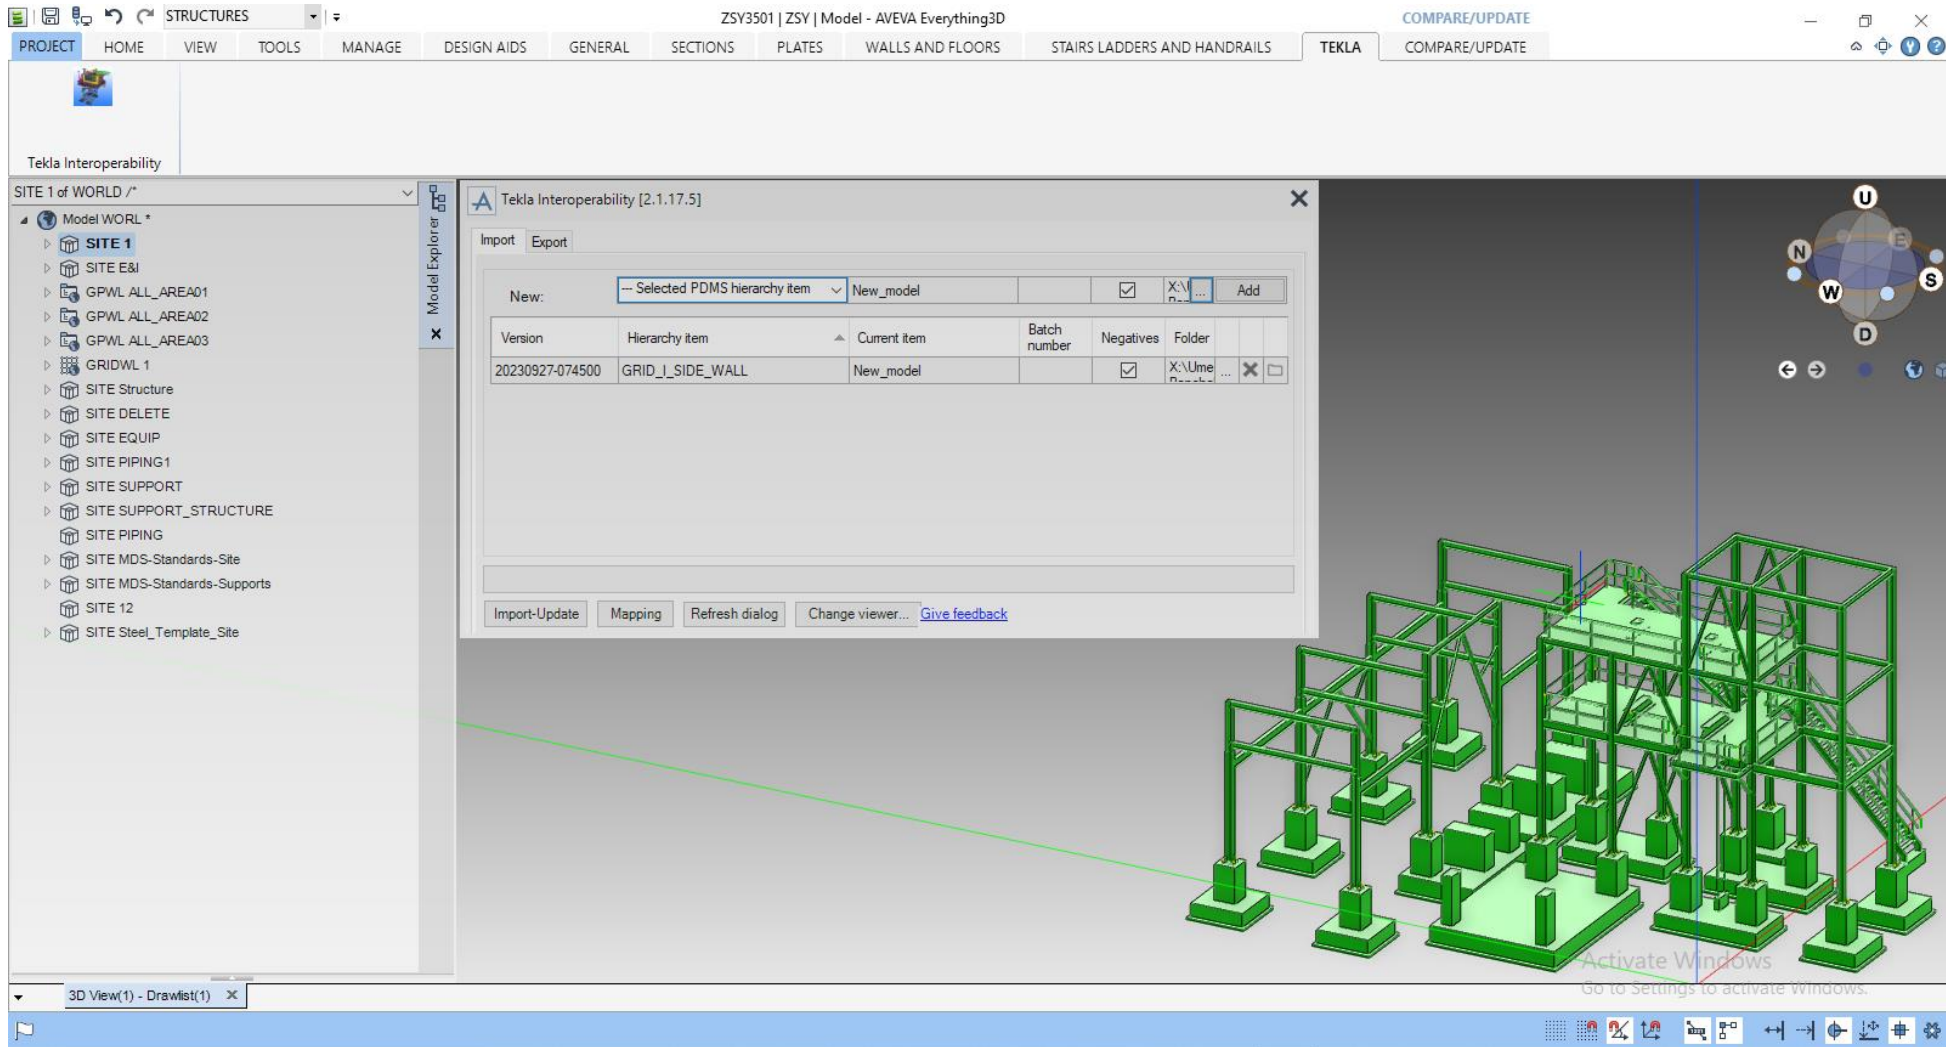 STRUCTURES
ZSY3501 | ZSY | Model - AVEVA Everything3D
COMPARE/UPDATE
PROJECT HOME VIEW TOOLS MANAGE DESIGN AIDS GENERAL SECTIONS PLATES WALLS AND FLOORS STAIRS LADDERS AND HANDRAILS TEKLA COMPARE/UPDATE
Tekla Interoperability
SITE 1 of WORLD /*
Model WORL *
SITE 1
SITE E&I
GPWL ALL_AREA01
GPWL ALL_AREA02
GPWL ALL_AREA03
GRIDWL 1
SITE Structure
SITE DELETE
SITE EQUIP
SITE PIPING1
SITE SUPPORT
SITE SUPPORT_STRUCTURE
SITE PIPING
SITE MDS-Standards-Site
SITE MDS-Standards-Supports
SITE 12
SITE Steel_Template_Site
Model Explorer
Tekla Interoperability [2.1.17.5]
Import Export
New: --- Selected PDMS hierarchy item New_model ... Add
Version Hierarchy item Current item Batch number Negatives Folder
20230927-074500 GRID_I_SIDE_WALL New_model X:\Ume ...
Import-Update Mapping Refresh dialog Change viewer... Give feedback
U
N
E
S
W
D
Activate Windows
Go to Settings to activate Windows.
3D View(1) - Drawlist(1)